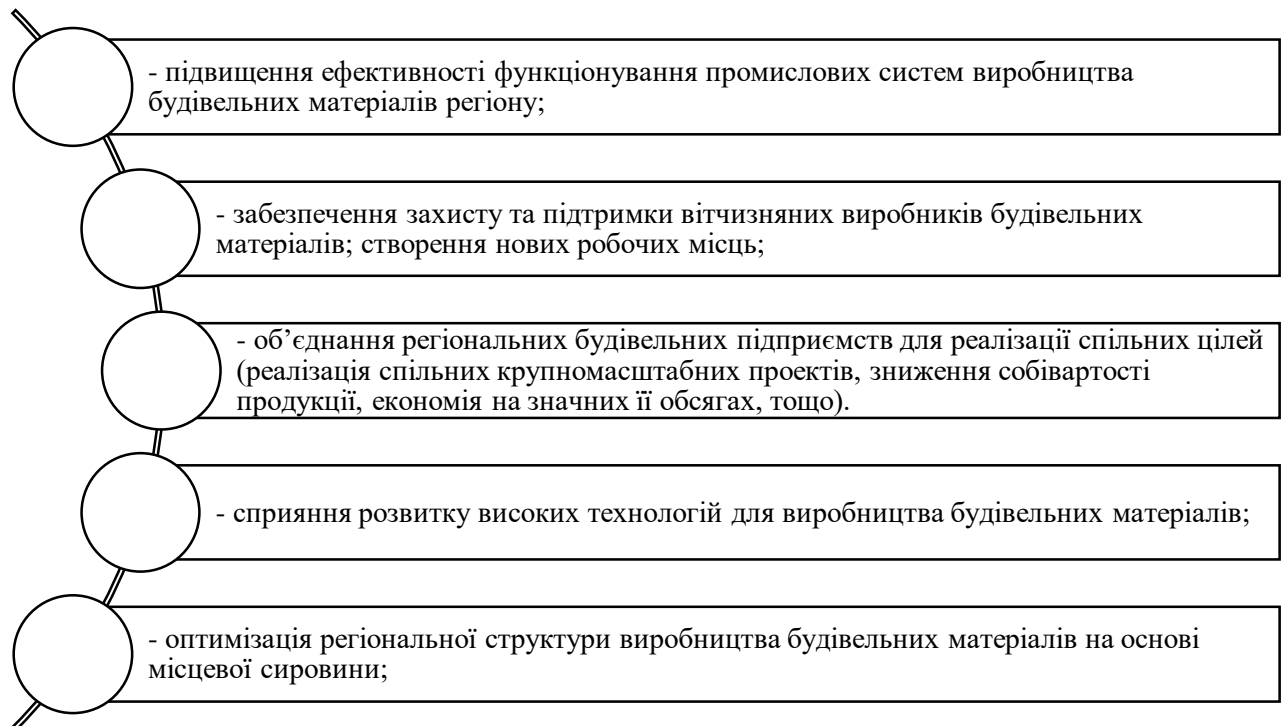 - підвищення ефективності функціонування промислових систем виробництва
будівельних матеріалів регіону;
- забезпечення захисту та підтримки вітчизняних виробників будівельних
матеріалів; створення нових робочих місць;
- об’єднання регіональних будівельних підприємств для реалізації спільних цілей
(реалізація спільних крупномасштабних проектів, зниження собівартості
продукції, економія на значних її обсягах, тощо).
- сприяння розвитку високих технологій для виробництва будівельних матеріалів;
- оптимізація регіональної структури виробництва будівельних матеріалів на основі
місцевої сировини;